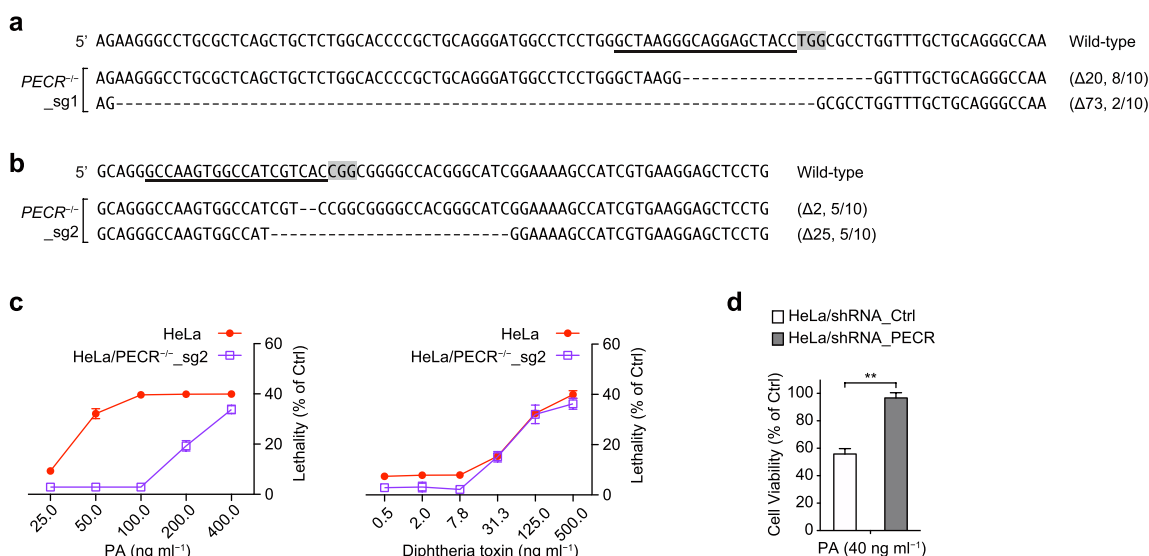 a
5' AGAAGGGCCTGCGCTCAGCTGCTCTGGCACCCCGCTGCAGGGATGGCCTCCTGGGCTAAGGGCAGGAGCTACCTGGCGCCTGGTTTGCTGCAGGGCCAA Wild-type
PECR⁻/⁻ _sg1
AGAAGGGCCTGCGCTCAGCTGCTCTGGCACCCCGCTGCAGGGATGGCCTCCTGGGCTAAGG--------------------GGTTTGCTGCAGGGCCAA (Δ20, 8/10)
AG-------------------------------------------------------------------------GCGCCTGGTTTGCTGCAGGGCCAA (Δ73, 2/10)
b
5' GCAGGGCCAAGTGGCCATCGTCACCGGCGGGGCCACGGGCATCGGAAAAGCCATCGTGAAGGAGCTCCTG Wild-type
PECR⁻/⁻ _sg2
GCAGGGCCAAGTGGCCATCGT--CCGGCGGGGCCACGGGCATCGGAAAAGCCATCGTGAAGGAGCTCCTG (Δ2, 5/10)
GCAGGGCCAAGTGGCCAT-------------------------GGAAAAGCCATCGTGAAGGAGCTCCTG (Δ25, 5/10)
c
HeLa
HeLa/PECR⁻/⁻_sg2
60
40
20
0
Lethality (% of Ctrl)
25.0 50.0 100.0 200.0 400.0
PA (ng ml⁻¹)
HeLa
HeLa/PECR⁻/⁻_sg2
60
40
20
0
Lethality (% of Ctrl)
0.5 2.0 7.8 31.3 125.0 500.0
Diphtheria toxin (ng ml⁻¹)
d
HeLa/shRNA_Ctrl
HeLa/shRNA_PECR
**
100
80
60
40
20
0
Cell Viability (% of Ctrl)
PA (40 ng ml⁻¹)